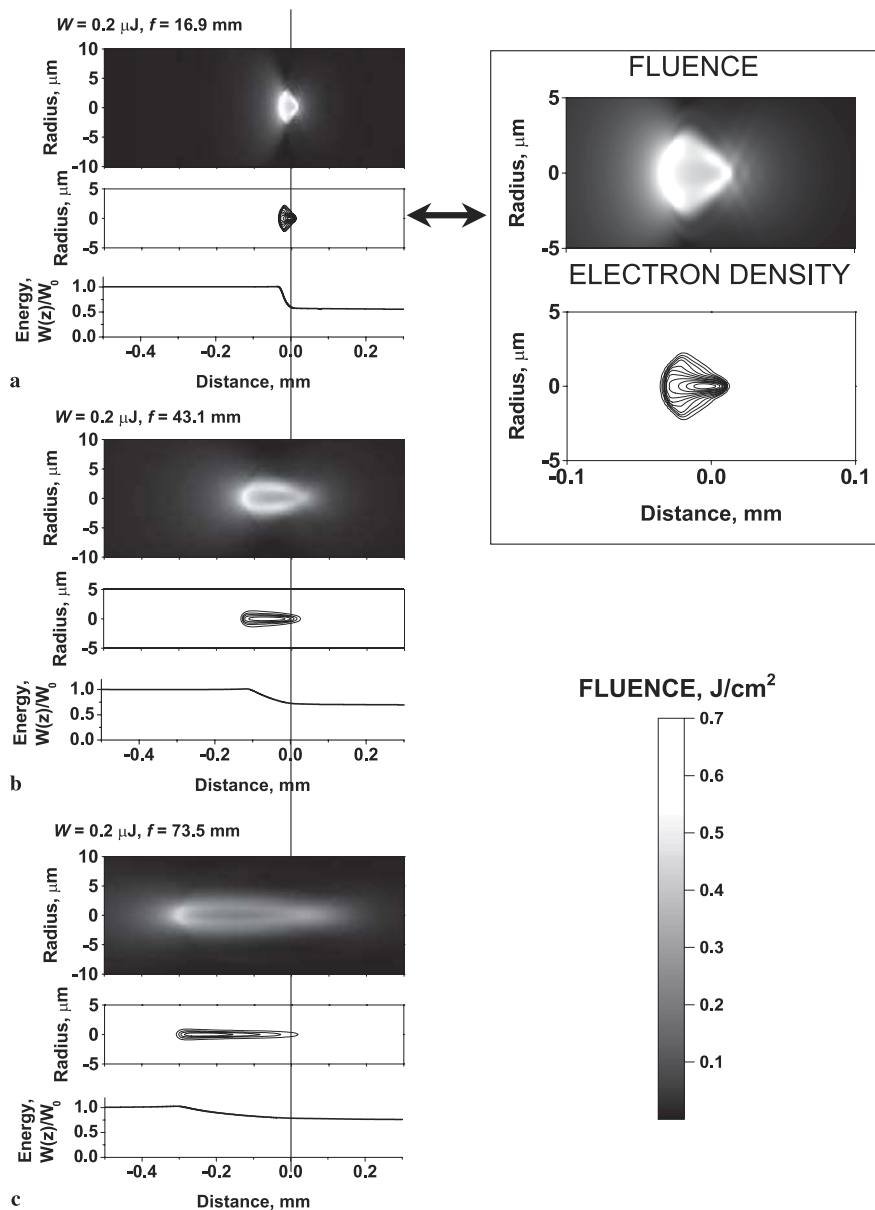 W = 0.2 μJ, f = 16.9 mm
Radius, μm
10
5
0
-5
-10
Radius, μm
5
0
-5
Energy,
W(z)/W0
1.0
0.5
0.0
-0.4 -0.2 0.0 0.2
a
Distance, mm
W = 0.2 μJ, f = 43.1 mm
Radius, μm
10
5
0
-5
-10
Radius, μm
5
0
-5
Energy,
W(z)/W0
1.0
0.5
0.0
-0.4 -0.2 0.0 0.2
b
Distance, mm
W = 0.2 μJ, f = 73.5 mm
Radius, μm
10
5
0
-5
-10
Radius, μm
5
0
-5
Energy,
W(z)/W0
1.0
0.5
0.0
-0.4 -0.2 0.0 0.2
Distance, mm
c
FLUENCE
Radius, μm
5
0
-5
ELECTRON DENSITY
Radius, μm
5
0
-5
-0.1 0.0 0.1
Distance, mm
FLUENCE, J/cm²
0.7
0.6
0.5
0.4
0.3
0.2
0.1